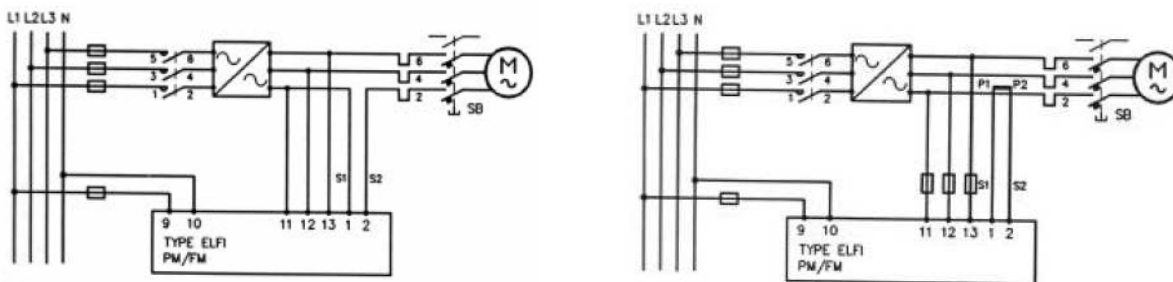 L1 L2 L3 N
5 6
3 4
1 2
6
4
2
M
SB
S1 S2
9 10 11 12 13 1 2
TYPE ELFI
PM/FM
L1 L2 L3 N
5 6
3 4
1 2
P1 P2
6
4
2
M
SB
S1 S2
9 10 11 12 13 1 2
TYPE ELFI
PM/FM